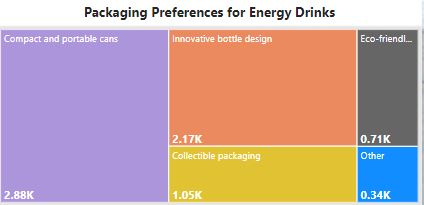 Packaging Preferences for Energy Drinks
Compact and portable cans
2.88K
Innovative bottle design
2.17K
Collectible packaging
1.05K
Eco-friendl...
0.71K
Other
0.34K